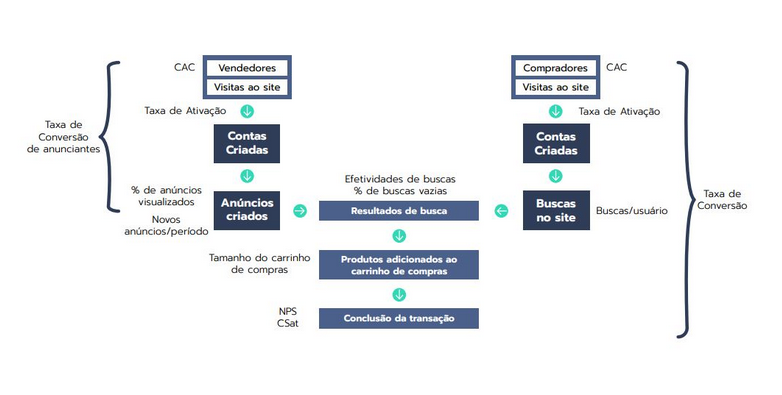 CAC
Vendedores
Visitas ao site
Compradores
Visitas ao site
CAC
Taxa de Ativação
Taxa de Ativação
Taxa de
Conversão
de anunciantes
Contas
Criadas
Contas
Criadas
% de anúncios
visualizados
Novos
anúncios/período
Anúncios
criados
Efetividades de buscas
% de buscas vazias
Resultados de busca
Buscas
no site
Buscas/usuário
Taxa de
Conversão
Tamanho do carrinho
de compras
Produtos adicionados ao
carrinho de compras
NPS
CSat
Conclusão da transação